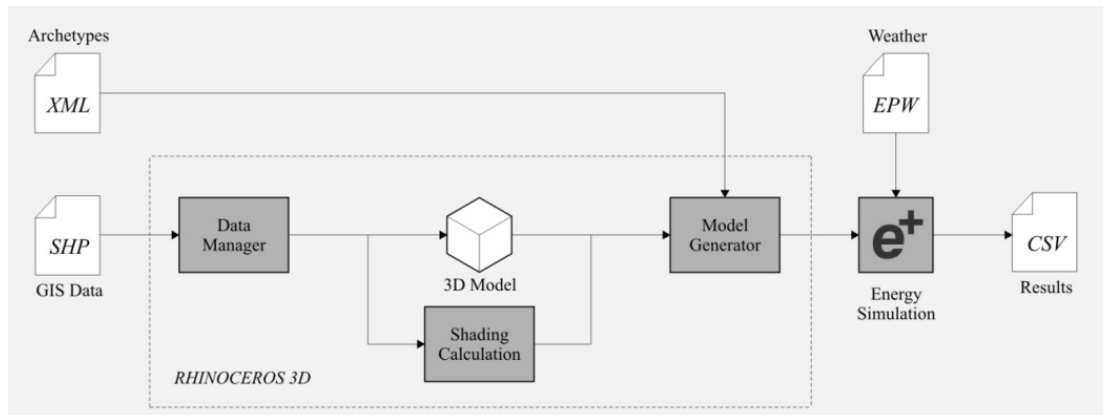 Archetypes
XML
Weather
EPW
SHP
GIS Data
Data
Manager
3D Model
Shading
Calculation
Model
Generator
e+
Energy
Simulation
CSV
Results
RHINOCEROS 3D